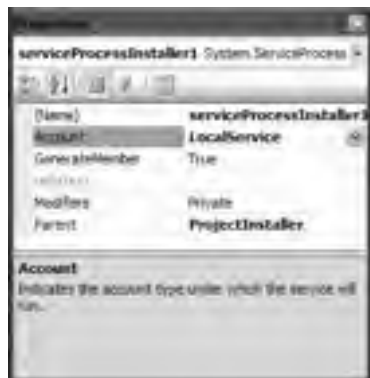 Properties
serviceProcessInstaller1 System.ServiceProcess
(Name) serviceProcessInstaller1
Account LocalService
GenerateMember True
Modifiers Private
Parent ProjectInstaller
Account
Indicates the account type under which the service will
run.